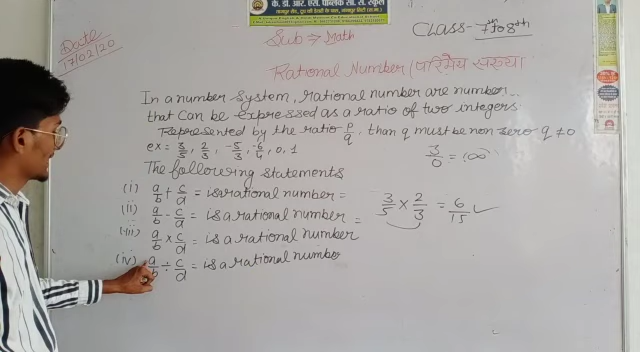 के. डी. आर. एस. पब्लिक सी. से. स्कूल
Date
17/02/20
Sub ⇒ Math
Class- 7th To 8th
Rational Number / परिमेय संख्या
In a number system, rational number are number..
that can be expressed as a ratio of two integers.
Represented by the ratio p/q, than q must be non zero q ≠ 0
ex = 3/5, 2/3, -5/3, -6/4, 0, 1
3/0 = ∞
The following statements
(i) a/b + c/d = is rational number =
(ii) a/b - c/d = is a rational number =
(iii) a/b × c/d = is a rational number
(iv) a/b ÷ c/d = is a rational number
3/5 × 2/3 = 6/15 ✓